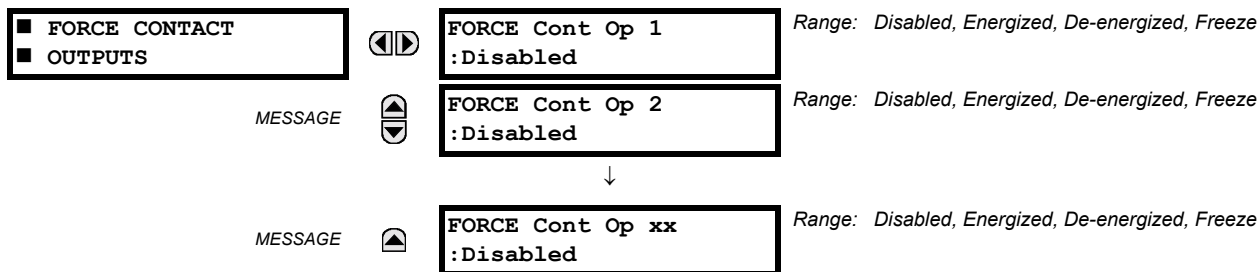 ■ FORCE CONTACT
■ OUTPUTS
FORCE Cont Op 1
:Disabled
Range: Disabled, Energized, De-energized, Freeze
MESSAGE
FORCE Cont Op 2
:Disabled
Range: Disabled, Energized, De-energized, Freeze
↓
MESSAGE
FORCE Cont Op xx
:Disabled
Range: Disabled, Energized, De-energized, Freeze